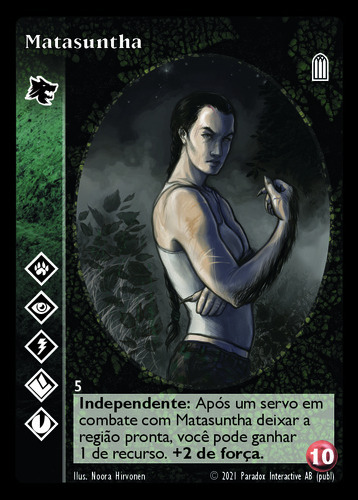 Matasuntha
5
Independente: Após um servo em
combate com Matasuntha deixar a
região pronta, você pode ganhar
1 de recurso. +2 de força.
10
Ilus. Noora Hirvonen
© 2021 Paradox Interactive AB (publ)